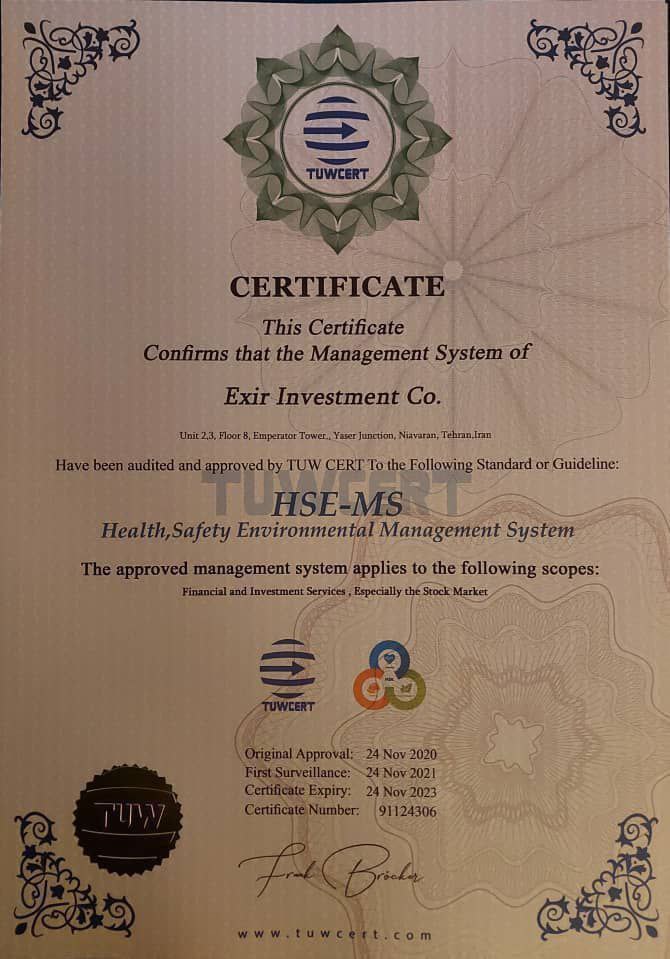 TUWCERT
CERTIFICATE
This Certificate
Confirms that the Management System of
Exir Investment Co.
Unit 2,3, Floor 8, Emperator Tower., Yaser Junction, Niavaran, Tehran,Iran
Have been audited and approved by TUW CERT To the Following Standard or Guideline:
TUWCERT
HSE-MS
Health,Safety Environmental Management System
The approved management system applies to the following scopes:
Financial and Investment Services , Especially the Stock Market
TUWCERT
Original Approval: 24 Nov 2020
First Surveillance: 24 Nov 2021
Certificate Expiry: 24 Nov 2023
Certificate Number: 91124306
TUW
Frank Bröcker
www.tuwcert.com